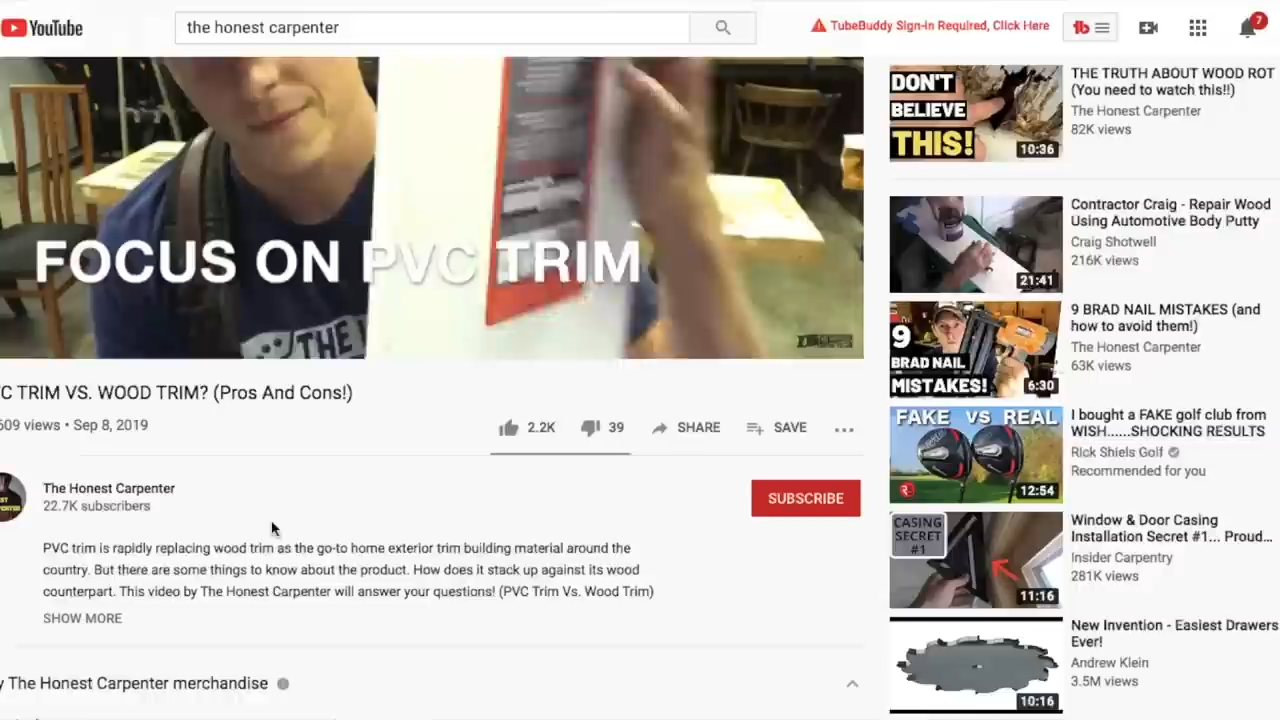 YouTube
the honest carpenter
TubeBuddy Sign-in Required, Click Here
tb
7
FOCUS ON PVC TRIM
THE
C TRIM VS. WOOD TRIM? (Pros And Cons!)
609 views • Sep 8, 2019
2.2K
39
SHARE
SAVE
The Honest Carpenter
22.7K subscribers
SUBSCRIBE
PVC trim is rapidly replacing wood trim as the go-to home exterior trim building material around the
country. But there are some things to know about the product. How does it stack up against its wood
counterpart. This video by The Honest Carpenter will answer your questions! (PVC Trim Vs. Wood Trim)
SHOW MORE
y The Honest Carpenter merchandise
DON'T
BELIEVE
THIS!
10:36
THE TRUTH ABOUT WOOD ROT
(You need to watch this!!)
The Honest Carpenter
82K views
21:41
Contractor Craig - Repair Wood
Using Automotive Body Putty
Craig Shotwell
216K views
9
BRAD NAIL
MISTAKES!
6:30
9 BRAD NAIL MISTAKES (and
how to avoid them!)
The Honest Carpenter
63K views
FAKE VS REAL
12:54
I bought a FAKE golf club from
WISH......SHOCKING RESULTS
Rick Shiels Golf
Recommended for you
CASING
SECRET
#1
11:16
Window & Door Casing
Installation Secret #1... Proud...
Insider Carpentry
281K views
10:16
New Invention - Easiest Drawers
Ever!
Andrew Klein
3.5M views